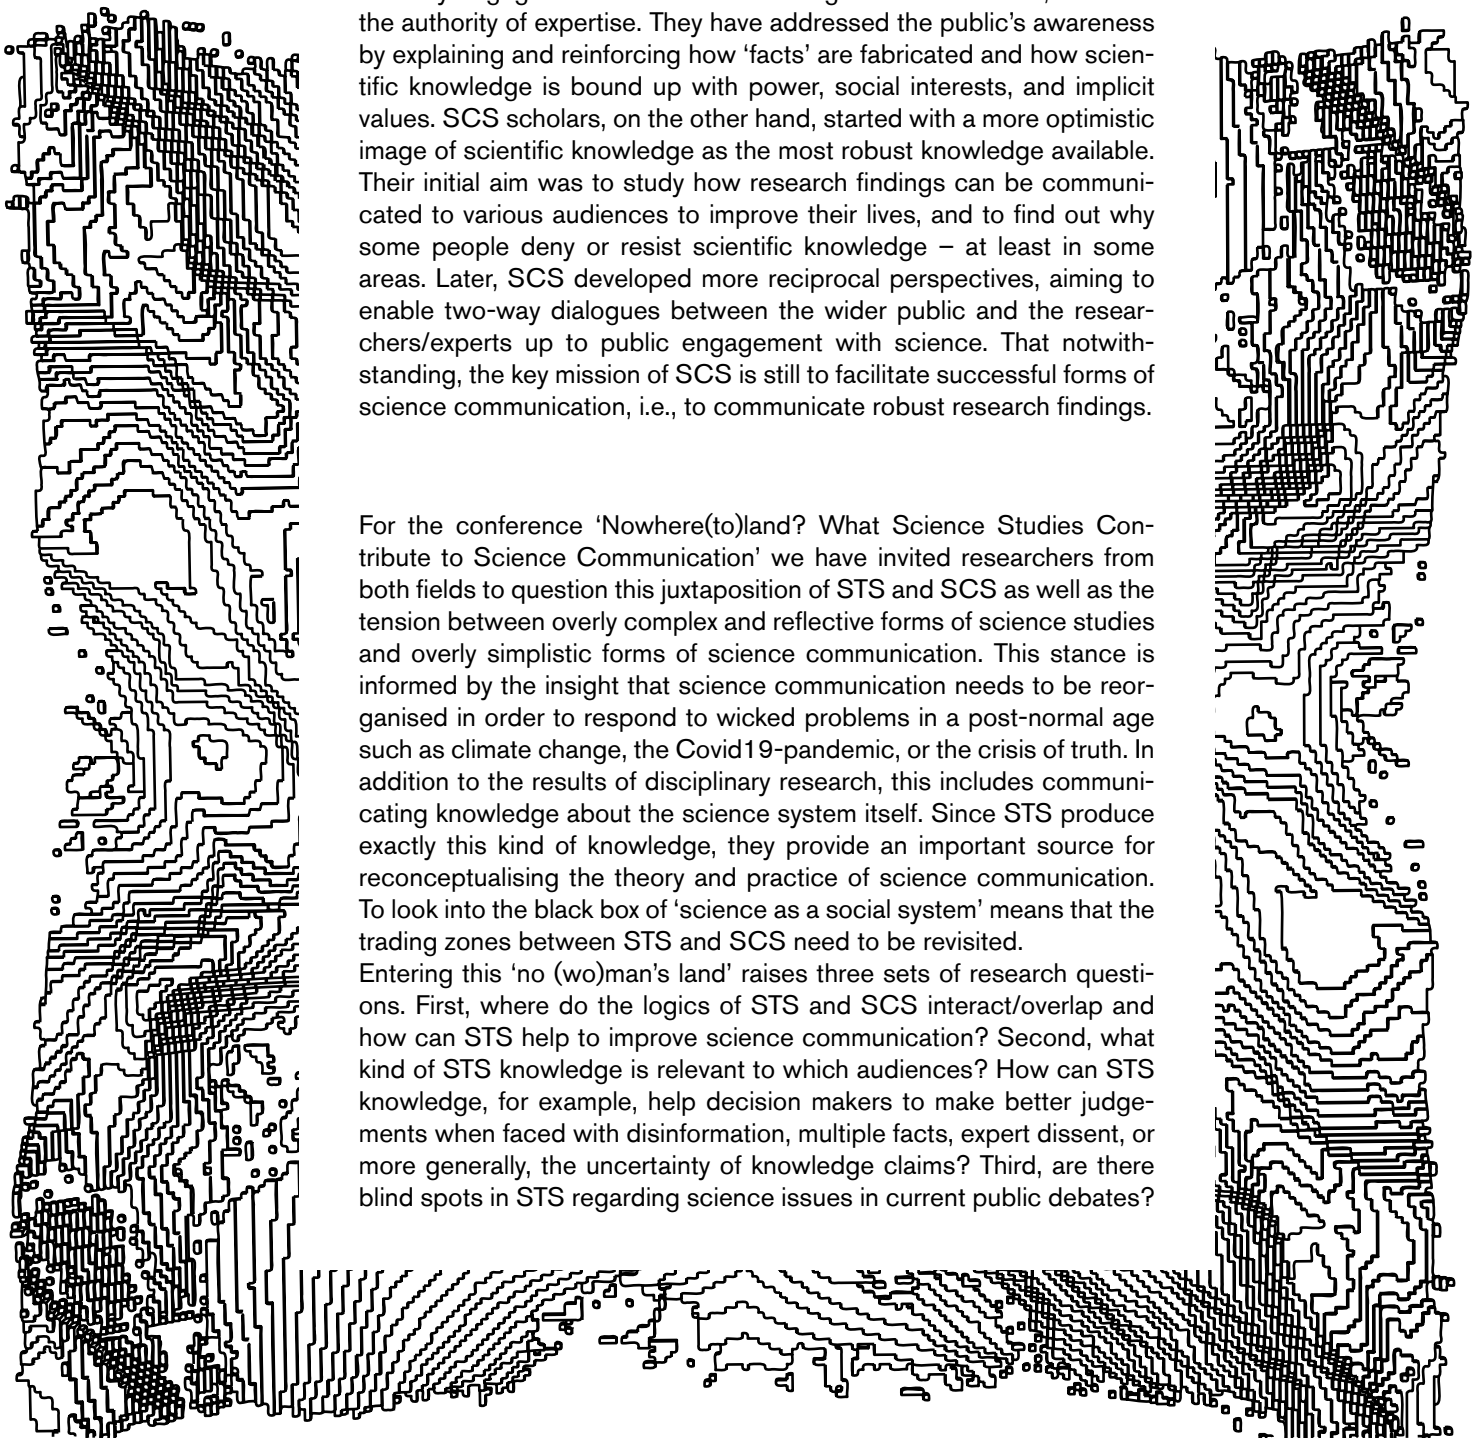 the authority of expertise. They have addressed the public’s awareness
by explaining and reinforcing how ‘facts’ are fabricated and how scien-
tific knowledge is bound up with power, social interests, and implicit
values. SCS scholars, on the other hand, started with a more optimistic
image of scientific knowledge as the most robust knowledge available.
Their initial aim was to study how research findings can be communi-
cated to various audiences to improve their lives, and to find out why
some people deny or resist scientific knowledge – at least in some
areas. Later, SCS developed more reciprocal perspectives, aiming to
enable two-way dialogues between the wider public and the resear-
chers/experts up to public engagement with science. That notwith-
standing, the key mission of SCS is still to facilitate successful forms of
science communication, i.e., to communicate robust research findings.
For the conference ‘Nowhere(to)land? What Science Studies Con-
tribute to Science Communication’ we have invited researchers from
both fields to question this juxtaposition of STS and SCS as well as the
tension between overly complex and reflective forms of science studies
and overly simplistic forms of science communication. This stance is
informed by the insight that science communication needs to be reor-
ganised in order to respond to wicked problems in a post-normal age
such as climate change, the Covid19-pandemic, or the crisis of truth. In
addition to the results of disciplinary research, this includes communi-
cating knowledge about the science system itself. Since STS produce
exactly this kind of knowledge, they provide an important source for
reconceptualising the theory and practice of science communication.
To look into the black box of ‘science as a social system’ means that the
trading zones between STS and SCS need to be revisited.
Entering this ‘no (wo)man’s land’ raises three sets of research questi-
ons. First, where do the logics of STS and SCS interact/overlap and
how can STS help to improve science communication? Second, what
kind of STS knowledge is relevant to which audiences? How can STS
knowledge, for example, help decision makers to make better judge-
ments when faced with disinformation, multiple facts, expert dissent, or
more generally, the uncertainty of knowledge claims? Third, are there
blind spots in STS regarding science issues in current public debates?